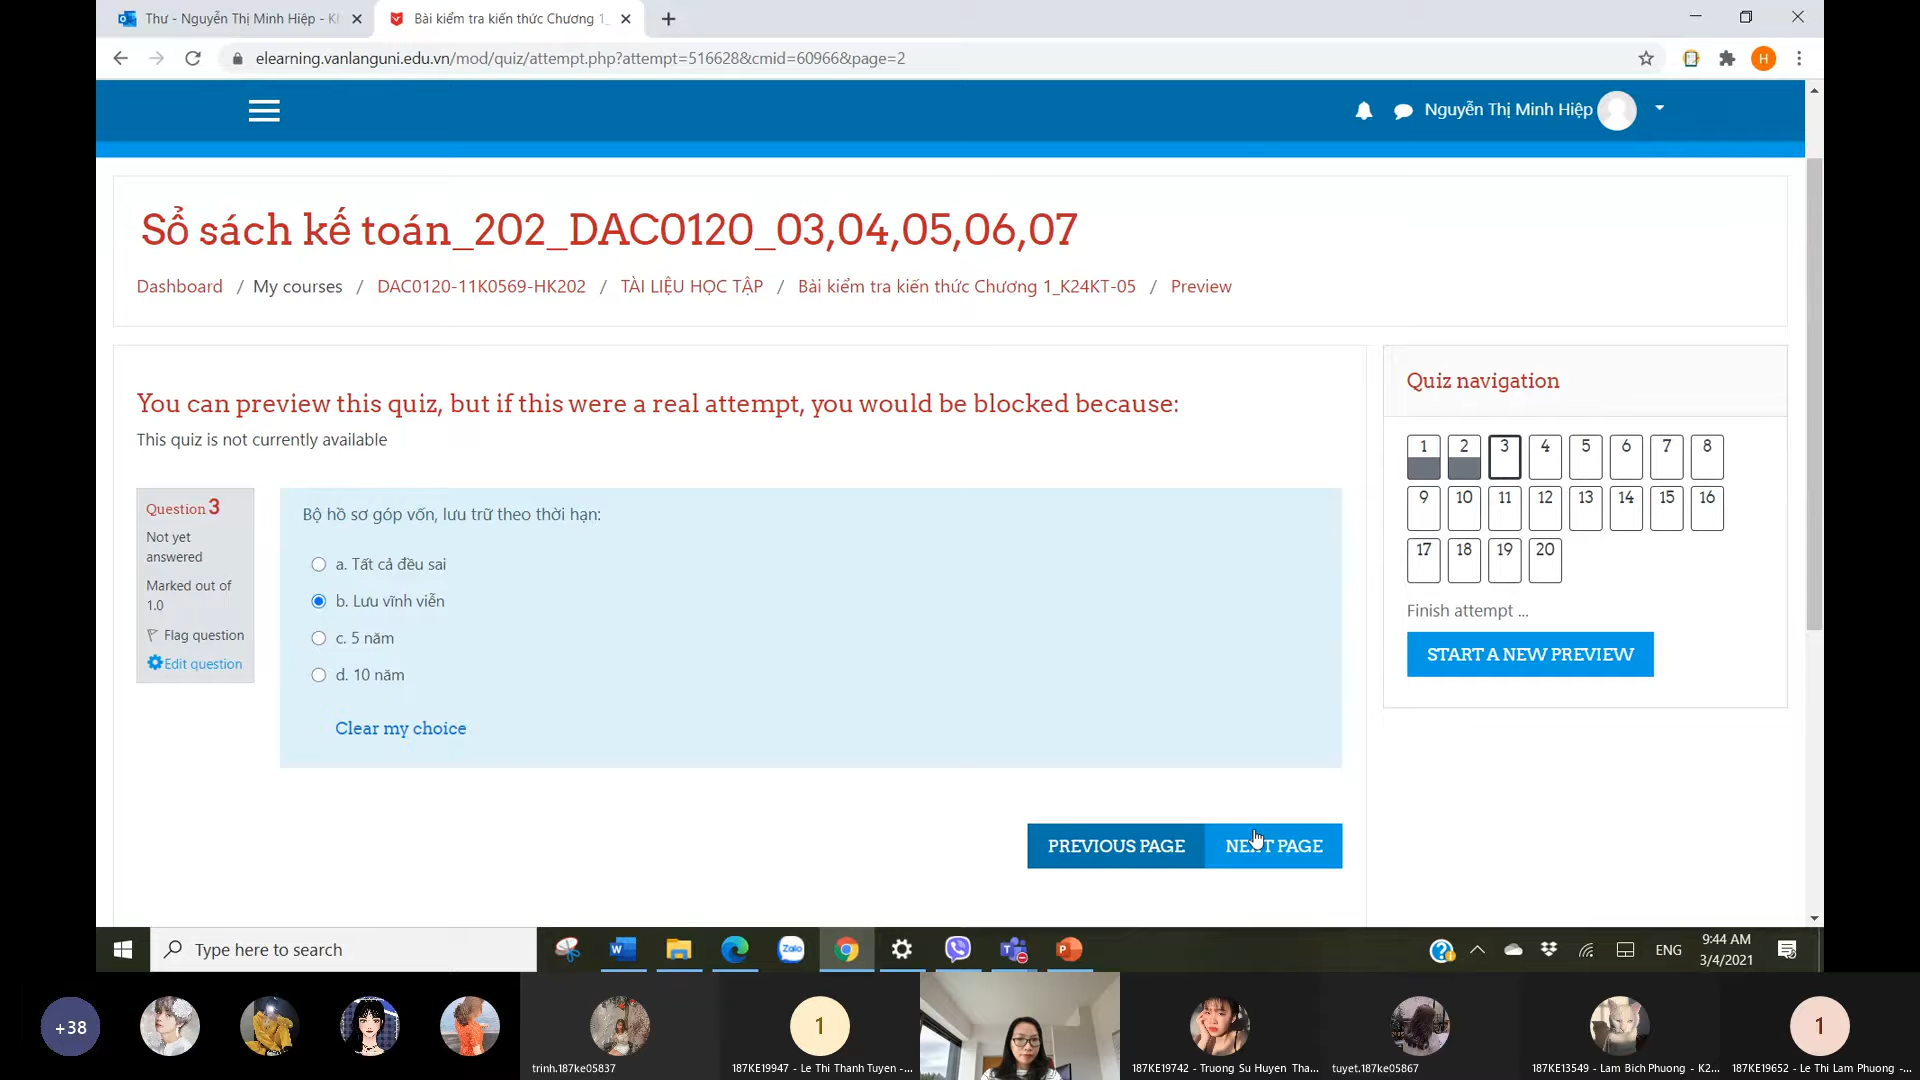 Thư - Nguyễn Thị Minh Hiệp - K
Bài kiểm tra kiến thức Chương 1_
elearning.vanlanguni.edu.vn/mod/quiz/attempt.php?attempt=516628&cmid=60966&page=2
H
Nguyễn Thị Minh Hiệp
Sổ sách kế toán_202_DAC0120_03,04,05,06,07
Dashboard / My courses / DAC0120-11K0569-HK202 / TÀI LIỆU HỌC TẬP / Bài kiểm tra kiến thức Chương 1_K24KT-05 / Preview
You can preview this quiz, but if this were a real attempt, you would be blocked because:
This quiz is not currently available
Question 3
Not yet
answered
Marked out of
1.0
Flag question
Edit question
Bộ hồ sơ góp vốn, lưu trữ theo thời hạn:
a. Tất cả đều sai
b. Lưu vĩnh viễn
c. 5 năm
d. 10 năm
Clear my choice
PREVIOUS PAGE
NEXT PAGE
Quiz navigation
1 2 3 4 5 6 7 8
9 10 11 12 13 14 15 16
17 18 19 20
Finish attempt ...
START A NEW PREVIEW
Type here to search
Zalo
ENG
9:44 AM
3/4/2021
+38
1
1
trinh.187ke05837
187KE19947 - Le Thi Thanh Tuyen -...
187KE19742 - Truong Su Huyen Tha...
tuyet.187ke05867
187KE13549 - Lam Bich Phuong - K2...
187KE19652 - Le Thi Lam Phuong -...